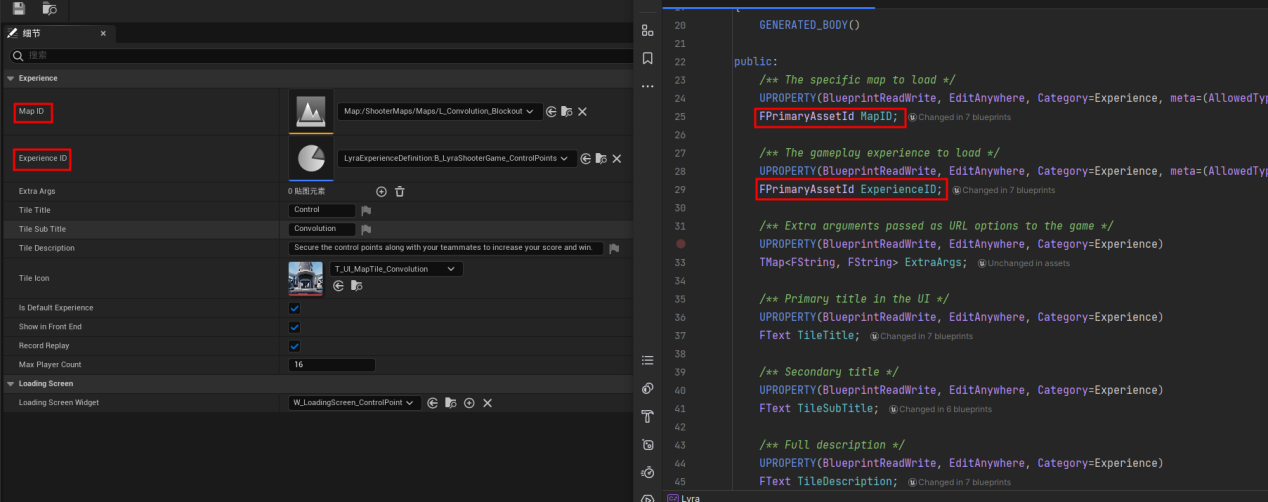 细节
搜索
Experience
Map ID
Map:/ShooterMaps/Maps/L_Convolution_Blockout
Experience ID
LyraExperienceDefinition:B_LyraShooterGame_ControlPoints
Extra Args
0 贴图元素
Tile Title
Control
Tile Sub Title
Convolution
Tile Description
Secure the control points along with your teammates to increase your score and win.
Tile Icon
T_UI_MapTile_Convolution
Is Default Experience
Show in Front End
Record Replay
Max Player Count
16
Loading Screen
Loading Screen Widget
W_LoadingScreen_ControlPoint
20 GENERATED_BODY()
21
22 public:
23 /** The specific map to load */
24 UPROPERTY(BlueprintReadWrite, EditAnywhere, Category=Experience, meta=(AllowedTyp
25 FPrimaryAssetId MapID; Changed in 7 blueprints
26
27 /** The gameplay experience to load */
28 UPROPERTY(BlueprintReadWrite, EditAnywhere, Category=Experience, meta=(AllowedTyp
29 FPrimaryAssetId ExperienceID; Changed in 7 blueprints
30
31 /** Extra arguments passed as URL options to the game */
UPROPERTY(BlueprintReadWrite, EditAnywhere, Category=Experience)
33 TMap<FString, FString> ExtraArgs; Unchanged in assets
34
35 /** Primary title in the UI */
36 UPROPERTY(BlueprintReadWrite, EditAnywhere, Category=Experience)
37 FText TileTitle; Changed in 7 blueprints
38
39 /** Secondary title */
40 UPROPERTY(BlueprintReadWrite, EditAnywhere, Category=Experience)
41 FText TileSubTitle; Changed in 6 blueprints
42
43 /** Full description */
44 UPROPERTY(BlueprintReadWrite, EditAnywhere, Category=Experience)
45 FText TileDescription; Changed in 7 blueprints
Lyra